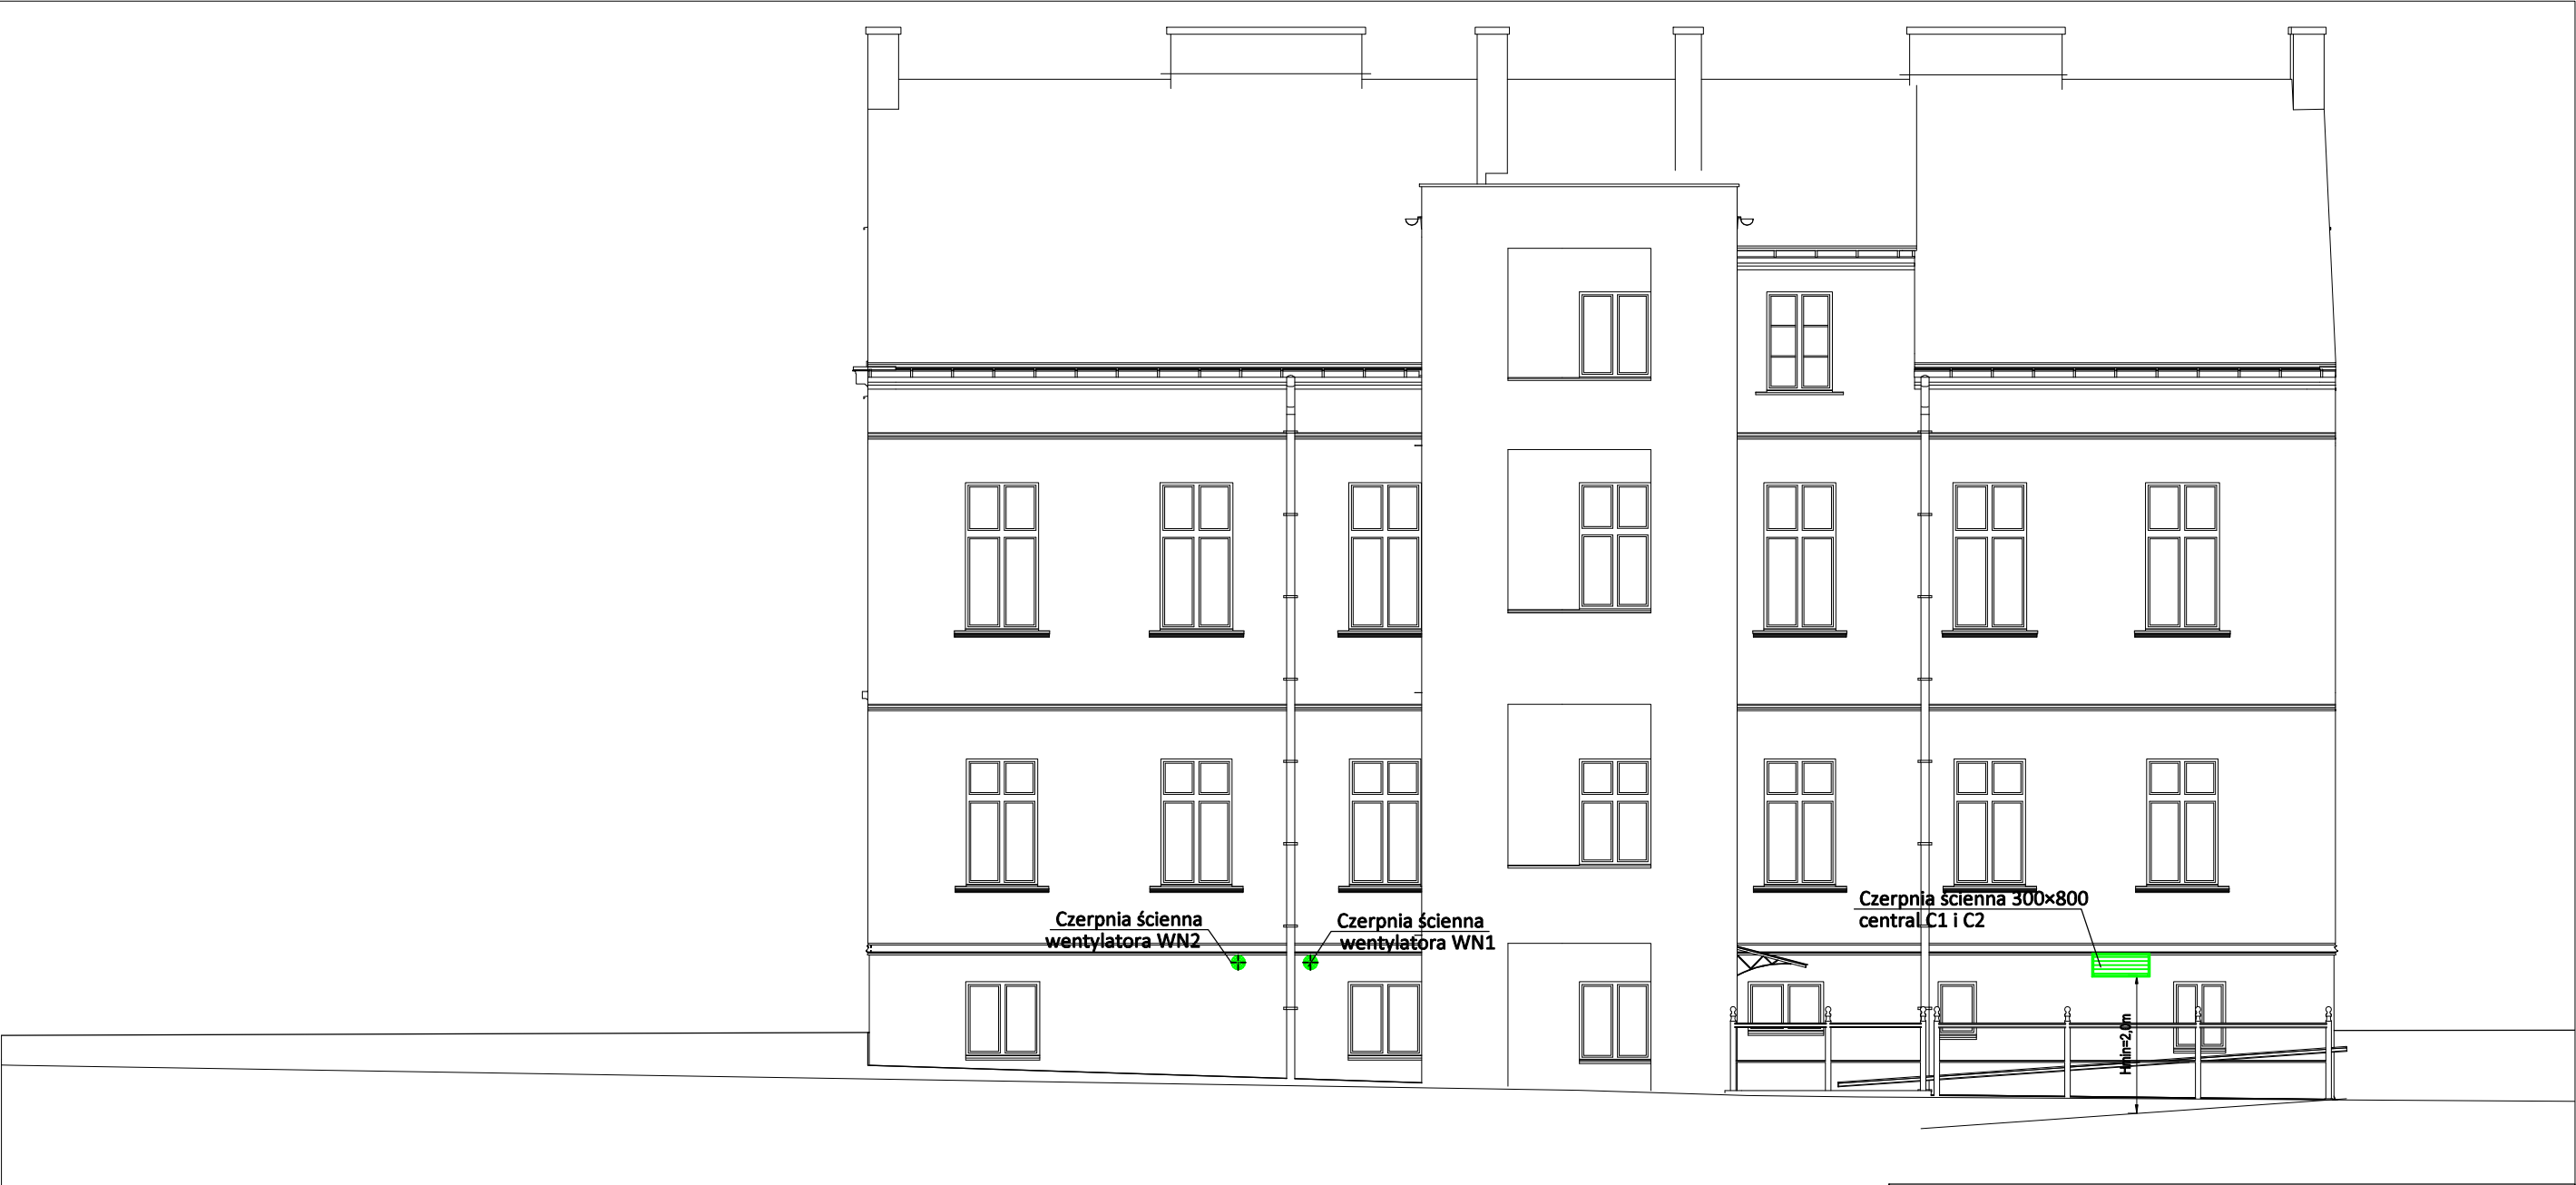 Czerpnia ścienna
wentylatora WN2
Czerpnia ścienna
wentylatora WN1
Czerpnia ścienna 300×800
central C1 i C2
Hmin=2,0m